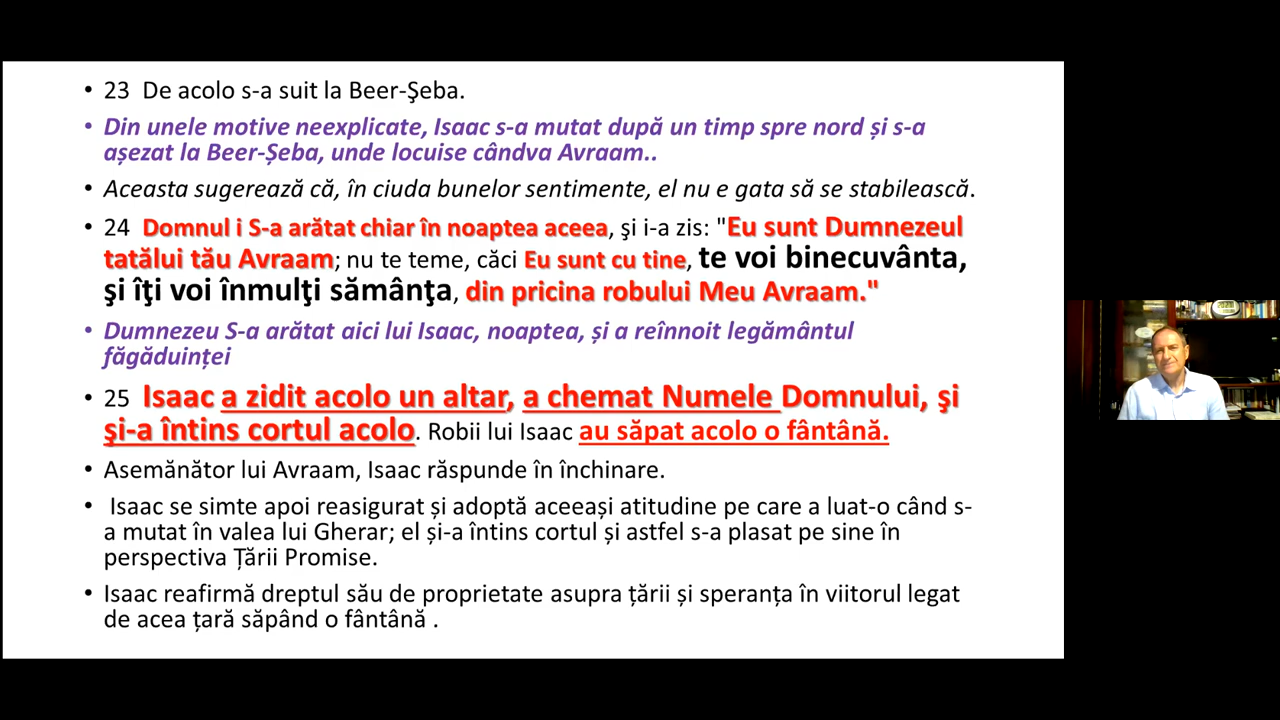 • 23 De acolo s-a suit la Beer-Şeba.
• Din unele motive neexplicate, Isaac s-a mutat după un timp spre nord și s-a
așezat la Beer-Șeba, unde locuise cândva Avraam..
• Aceasta sugerează că, în ciuda bunelor sentimente, el nu e gata să se stabilească.
• 24 Domnul i S-a arătat chiar în noaptea aceea, şi i-a zis: "Eu sunt Dumnezeul
tatălui tău Avraam; nu te teme, căci Eu sunt cu tine, te voi binecuvânta,
şi îţi voi înmulţi sămânţa, din pricina robului Meu Avraam."
• Dumnezeu S-a arătat aici lui Isaac, noaptea, și a reînnoit legământul
făgăduinței
• 25 Isaac a zidit acolo un altar, a chemat Numele Domnului, şi
şi-a întins cortul acolo. Robii lui Isaac au săpat acolo o fântână.
• Asemănător lui Avraam, Isaac răspunde în închinare.
• Isaac se simte apoi reasigurat și adoptă aceeași atitudine pe care a luat-o când s-
a mutat în valea lui Gherar; el și-a întins cortul și astfel s-a plasat pe sine în
perspectiva Țării Promise.
• Isaac reafirmă dreptul său de proprietate asupra țării și speranța în viitorul legat
de acea țară săpând o fântână .